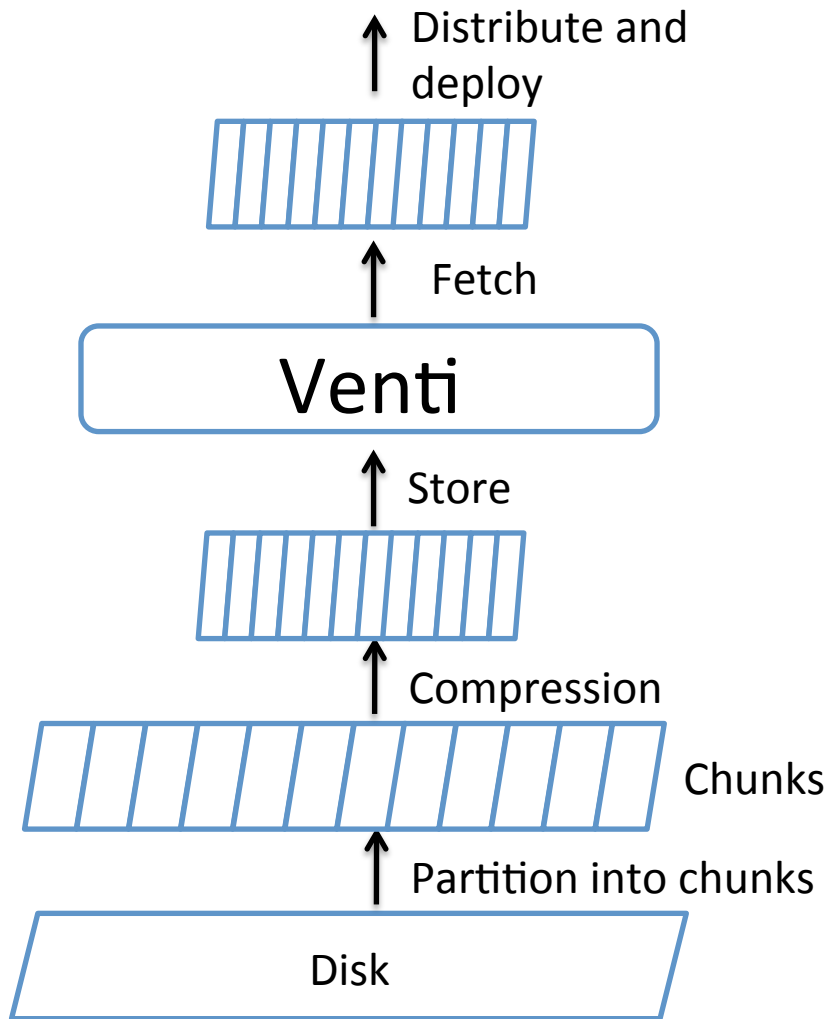 Distribute and
deploy
Fetch
Venti
Store
Compression
Chunks
Partition into chunks
Disk